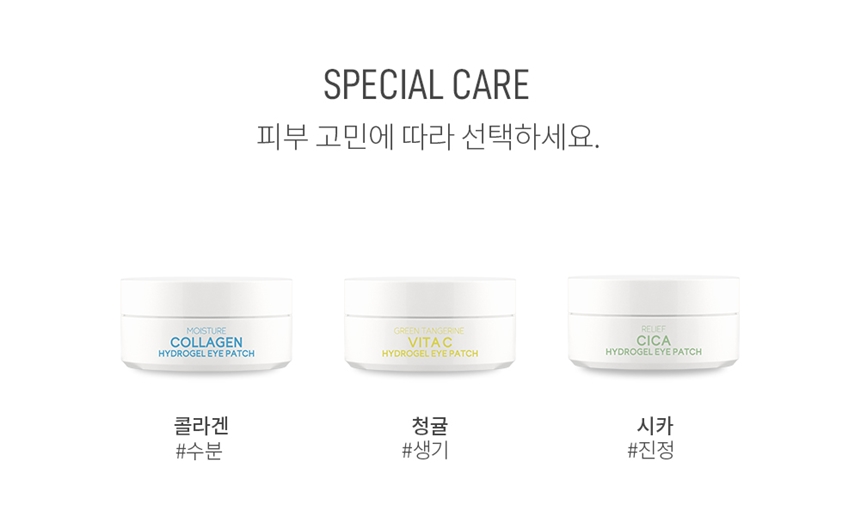 SPECIAL CARE
피부 고민에 따라 선택하세요.
MOISTURE
COLLAGEN
HYDROGEL EYE PATCH
GREEN TANGERINE
VITA C
HYDROGEL EYE PATCH
RELIEF
CICA
HYDROGEL EYE PATCH
콜라겐
#수분
청귤
#생기
시카
#진정